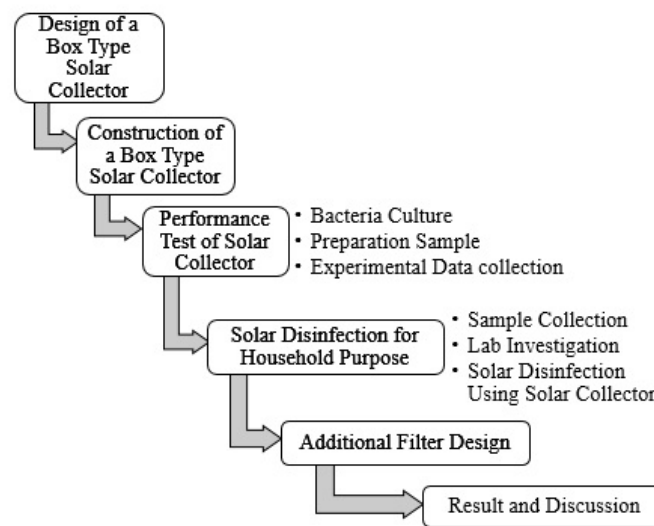 Design of a
Box Type
Solar
Collector
Construction of
a Box Type
Solar Collector
Performance
Test of Solar
Collector
• Bacteria Culture
• Preparation Sample
• Experimental Data collection
Solar Disinfection for
Household Purpose
• Sample Collection
• Lab Investigation
• Solar Disinfection
Using Solar Collector
Additional Filter Design
Result and Discussion